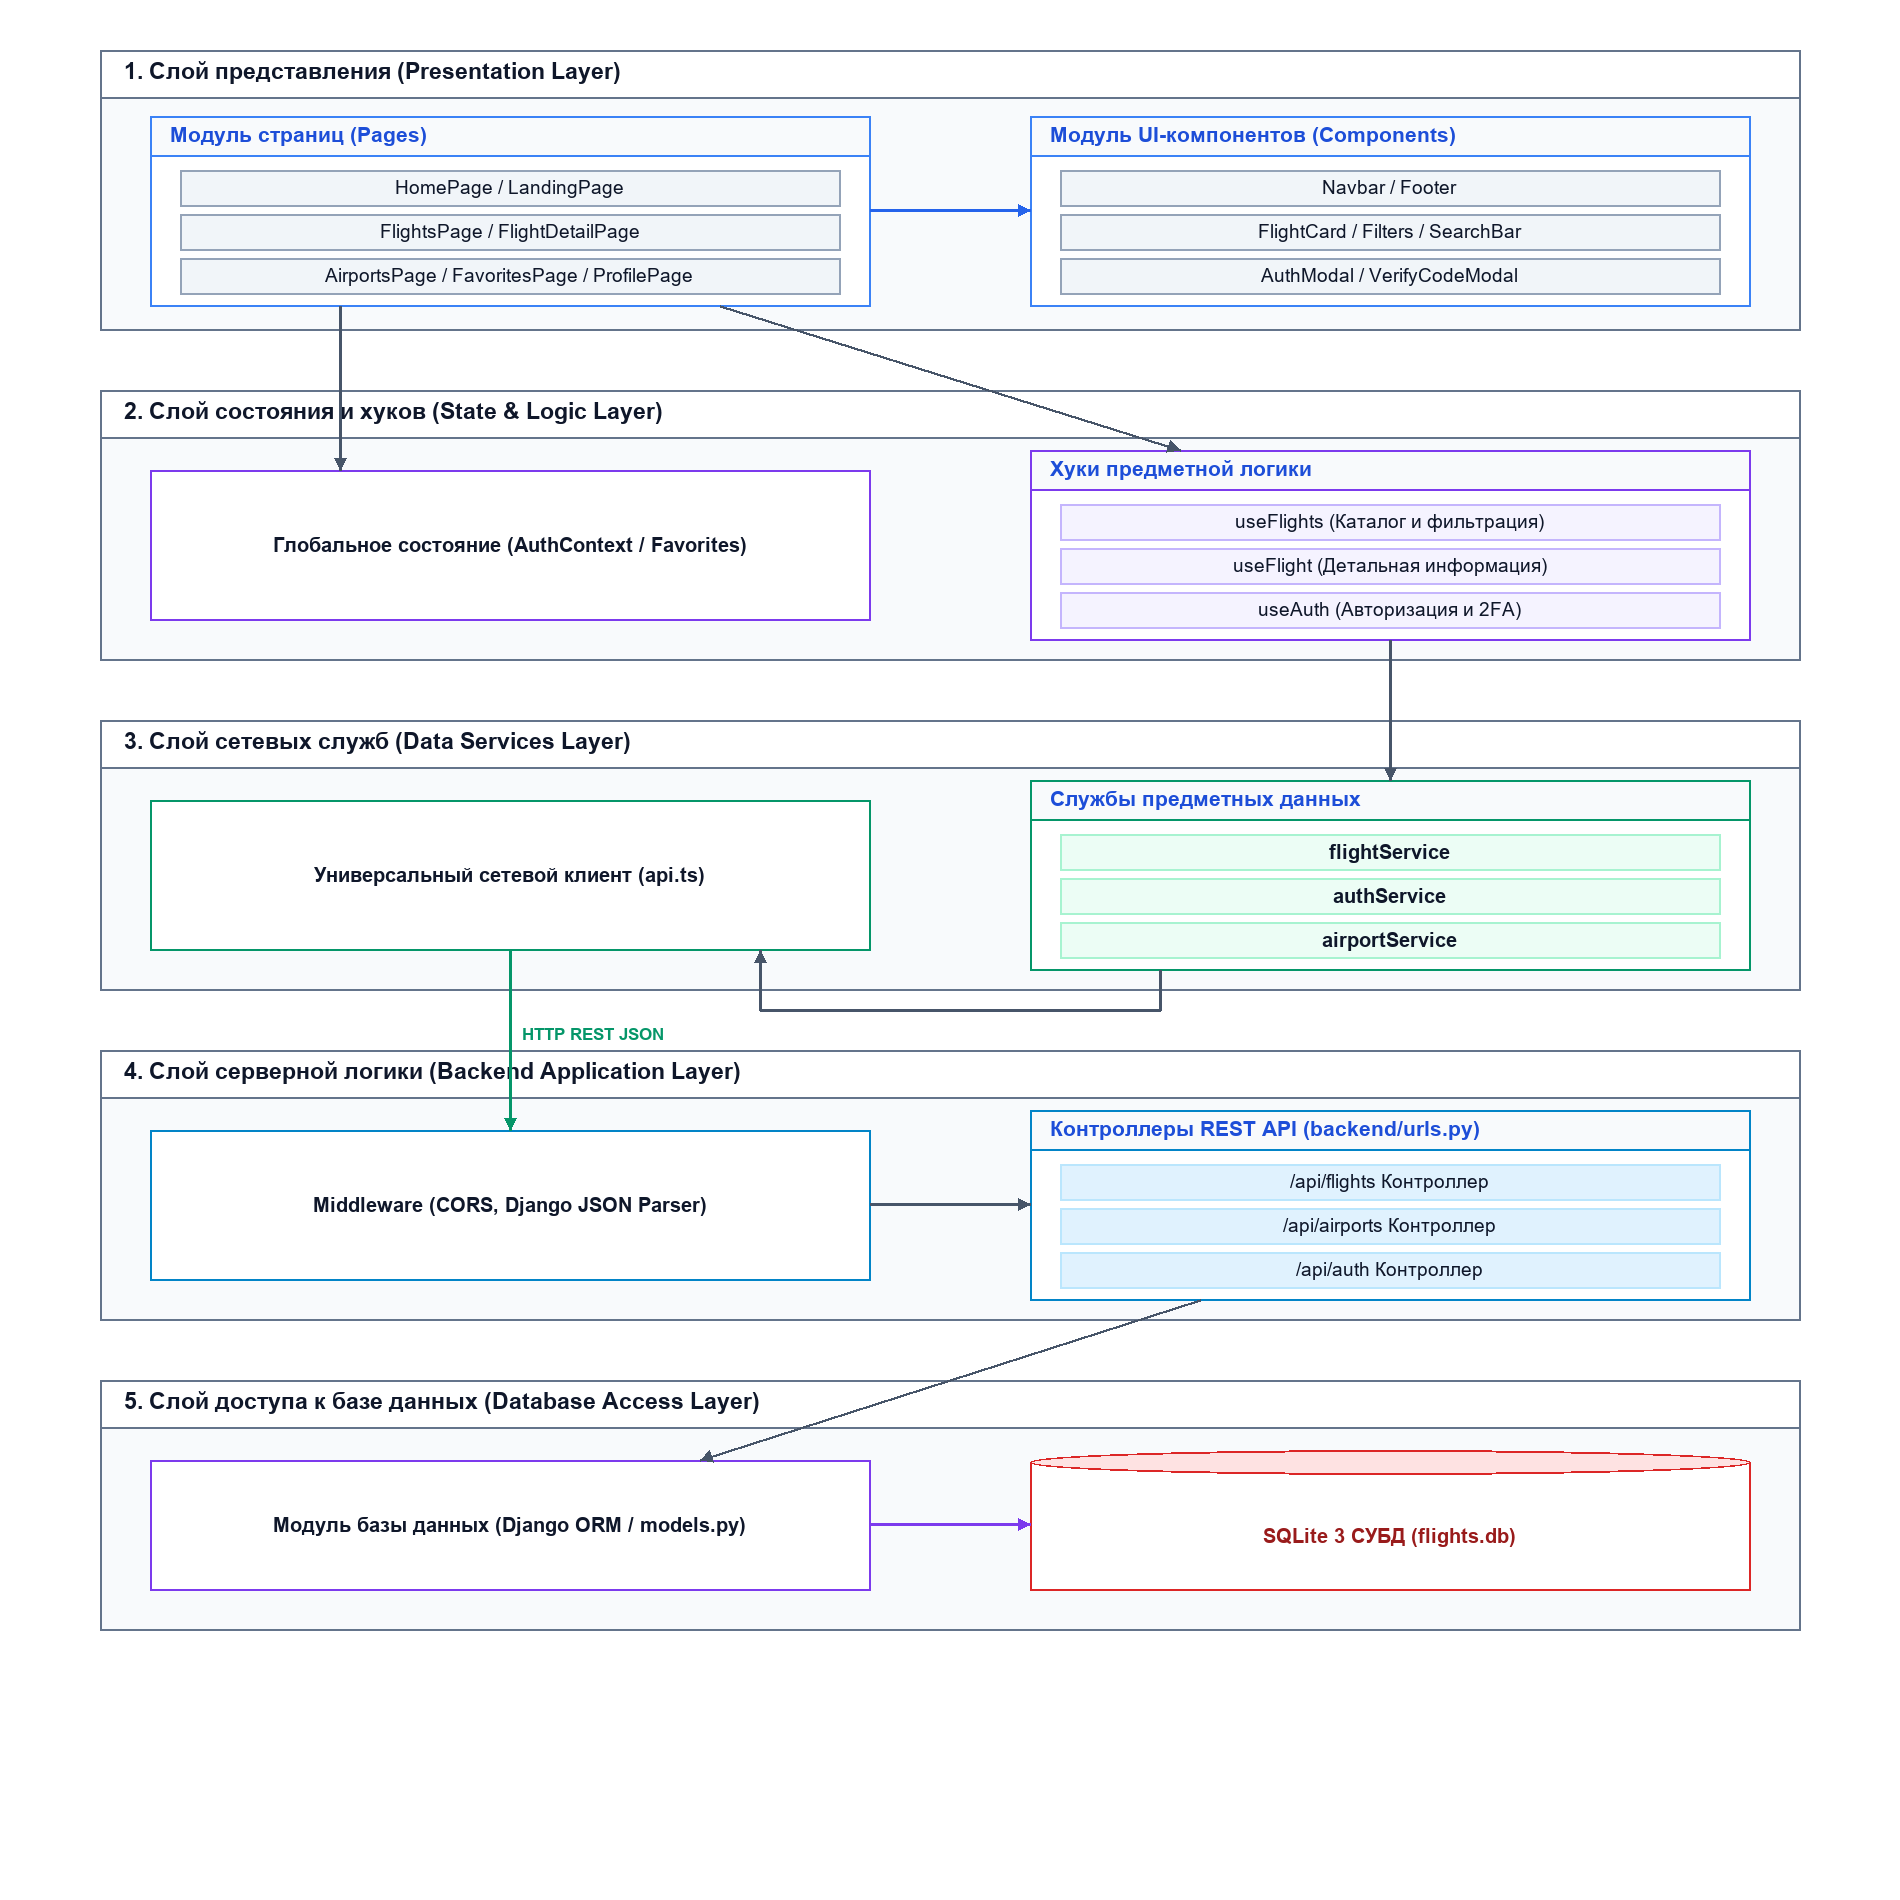 1. Слой представления (Presentation Layer)
Модуль страниц (Pages)
HomePage / LandingPage
FlightsPage / FlightDetailPage
AirportsPage / FavoritesPage / ProfilePage
Модуль UI-компонентов (Components)
Navbar / Footer
FlightCard / Filters / SearchBar
AuthModal / VerifyCodeModal
2. Слой состояния и хуков (State & Logic Layer)
Глобальное состояние (AuthContext / Favorites)
Хуки предметной логики
useFlights (Каталог и фильтрация)
useFlight (Детальная информация)
useAuth (Авторизация и 2FA)
3. Слой сетевых служб (Data Services Layer)
Универсальный сетевой клиент (api.ts)
Службы предметных данных
flightService
authService
airportService
HTTP REST JSON
4. Слой серверной логики (Backend Application Layer)
Middleware (CORS, Django JSON Parser)
Контроллеры REST API (backend/urls.py)
/api/flights Контроллер
/api/airports Контроллер
/api/auth Контроллер
5. Слой доступа к базе данных (Database Access Layer)
Модуль базы данных (Django ORM / models.py)
SQLite 3 СУБД (flights.db)